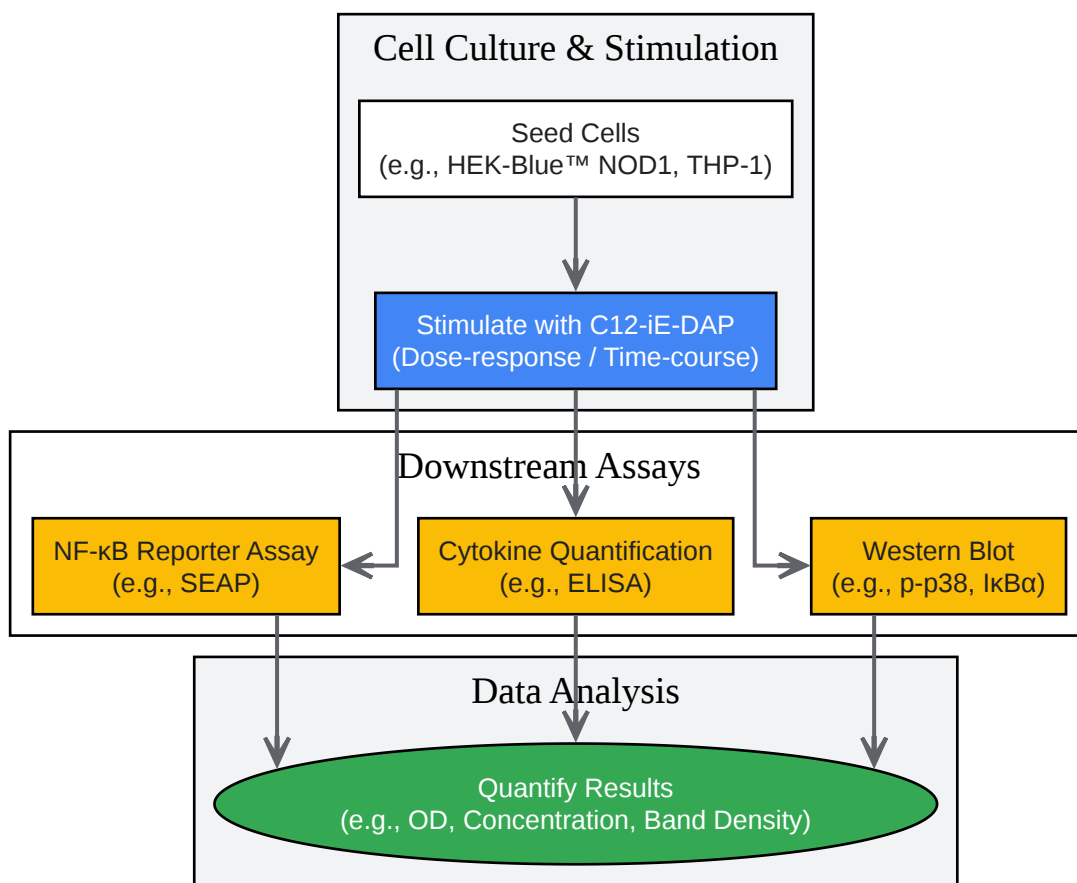 Cell Culture & Stimulation
Seed Cells
(e.g., HEK-Blue™ NOD1, THP-1)
Stimulate with C12-iE-DAP
(Dose-response / Time-course)
Downstream Assays
NF-κB Reporter Assay
(e.g., SEAP)
Cytokine Quantification
(e.g., ELISA)
Western Blot
(e.g., p-p38, IκBα)
Data Analysis
Quantify Results
(e.g., OD, Concentration, Band Density)